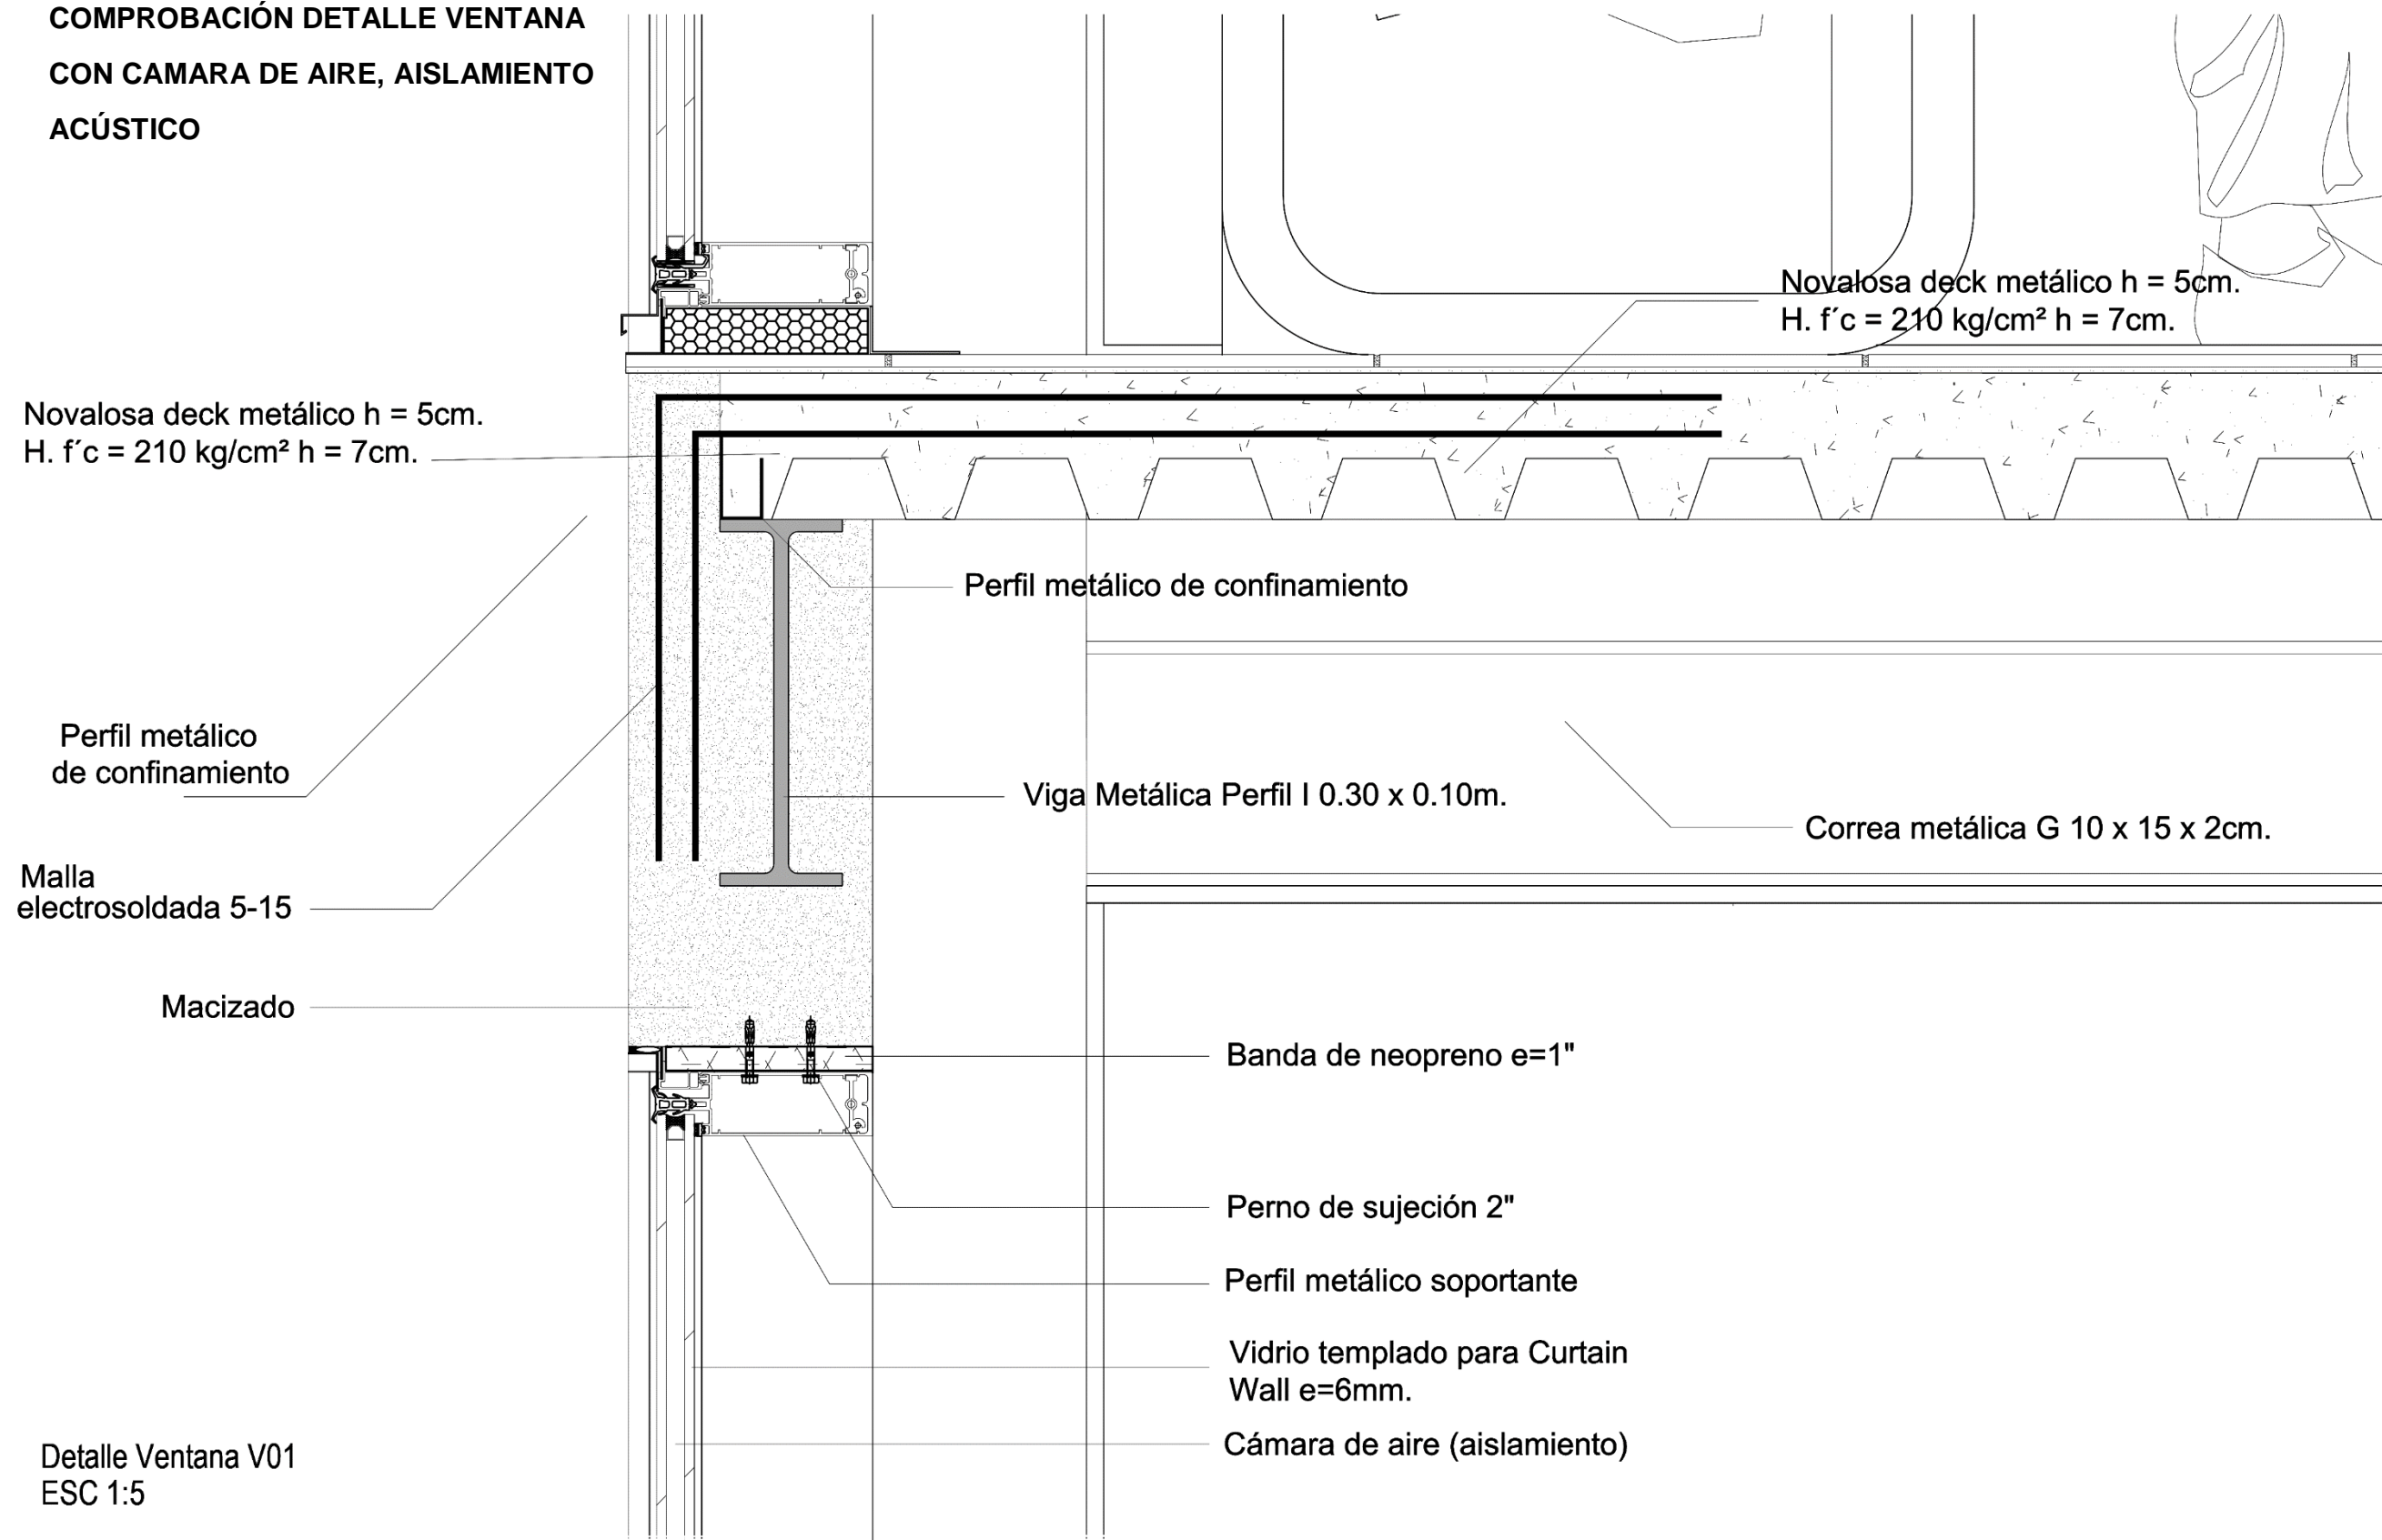 COMPROBACIÓN DETALLE VENTANA
CON CAMARA DE AIRE, AISLAMIENTO
ACÚSTICO
Novalosa deck metálico h = 5cm.
H. f´c = 210 kg/cm² h = 7cm.
Novalosa deck metálico h = 5cm.
H. f´c = 210 kg/cm² h = 7cm.
Perfil metálico de confinamiento
Perfil metálico
de confinamiento
Viga Metálica Perfil I 0.30 x 0.10m.
Correa metálica G 10 x 15 x 2cm.
Malla
electrosoldada 5-15
Macizado
Banda de neopreno e=1"
Perno de sujeción 2"
Perfil metálico soportante
Vidrio templado para Curtain
Wall e=6mm.
Cámara de aire (aislamiento)
Detalle Ventana V01
ESC 1:5